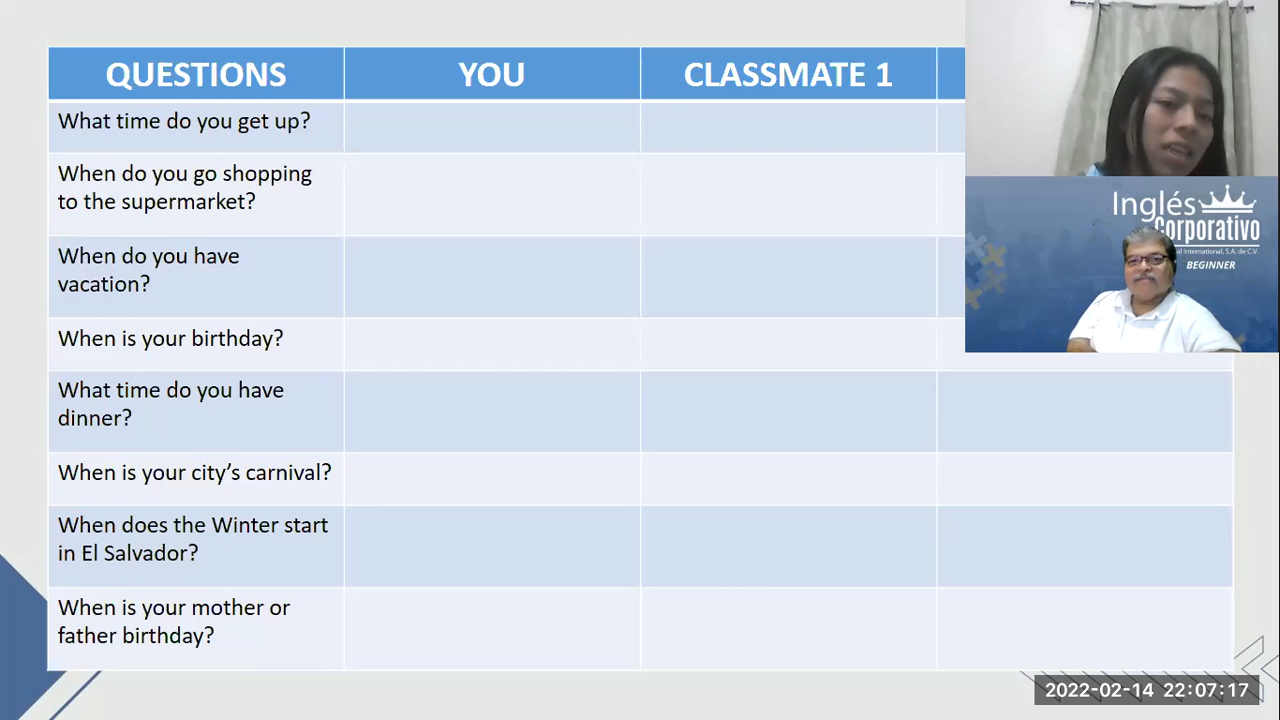 QUESTIONS YOU CLASSMATE 1
What time do you get up?
When do you go shopping
to the supermarket?
When do you have
vacation?
When is your birthday?
What time do you have
dinner?
When is your city's carnival?
When does the Winter start
in El Salvador?
When is your mother or
father birthday?
Inglés
Corporativo
al International, S.A. de C.V.
BEGINNER
2022-02-14 22:07:17